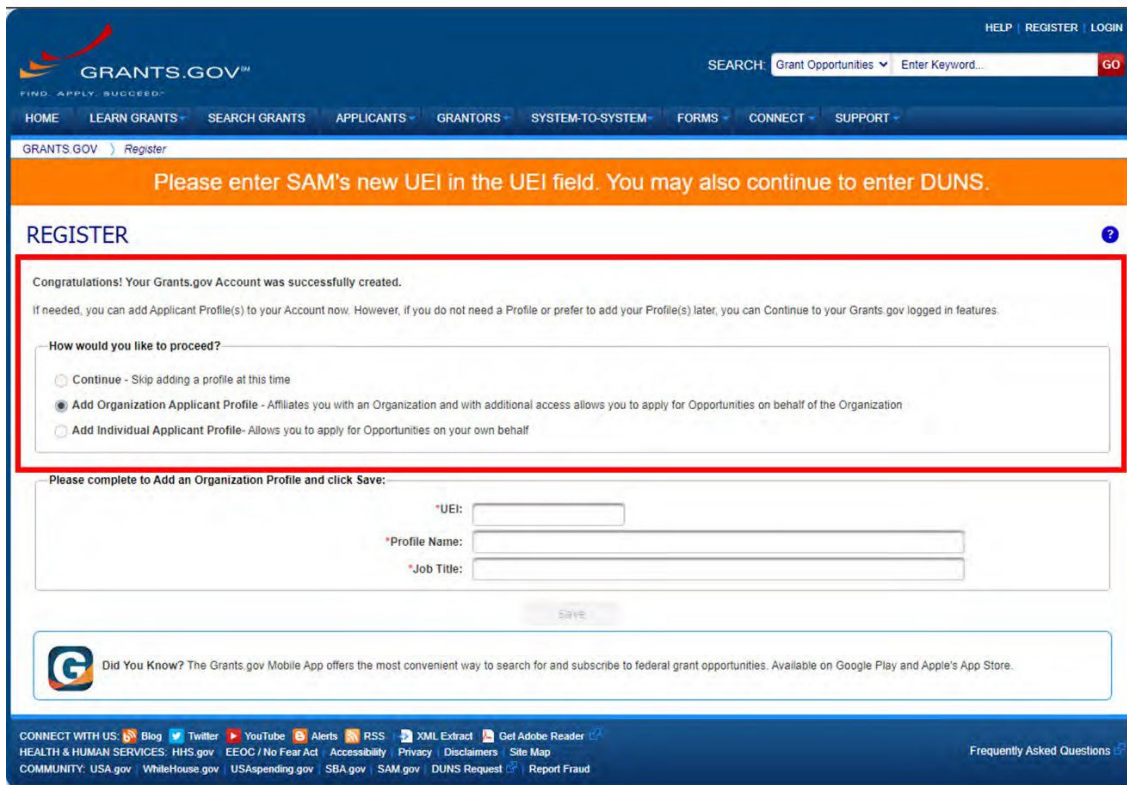 HELP | REGISTER | LOGIN
GRANTS.GOV℠
FIND. APPLY. SUCCEED.℠
SEARCH: Grant Opportunities Enter Keyword... GO
HOME LEARN GRANTS SEARCH GRANTS APPLICANTS GRANTORS SYSTEM-TO-SYSTEM FORMS CONNECT SUPPORT
GRANTS.GOV Register
Please enter SAM's new UEI in the UEI field. You may also continue to enter DUNS.
REGISTER ?
Congratulations! Your Grants.gov Account was successfully created.
If needed, you can add Applicant Profile(s) to your Account now. However, if you do not need a Profile or prefer to add your Profile(s) later, you can Continue to your Grants.gov logged in features.
How would you like to proceed?
Continue - Skip adding a profile at this time
Add Organization Applicant Profile - Affiliates you with an Organization and with additional access allows you to apply for Opportunities on behalf of the Organization
Add Individual Applicant Profile- Allows you to apply for Opportunities on your own behalf
Please complete to Add an Organization Profile and click Save:
*UEI:
*Profile Name:
*Job Title:
Save
G Did You Know? The Grants.gov Mobile App offers the most convenient way to search for and subscribe to federal grant opportunities. Available on Google Play and Apple's App Store.
CONNECT WITH US: Blog Twitter YouTube Alerts RSS XML Extract Get Adobe Reader
HEALTH & HUMAN SERVICES: HHS.gov EEOC / No Fear Act Accessibility Privacy Disclaimers Site Map
Frequently Asked Questions
COMMUNITY: USA.gov WhiteHouse.gov USAspending.gov SBA.gov SAM.gov DUNS Request Report Fraud